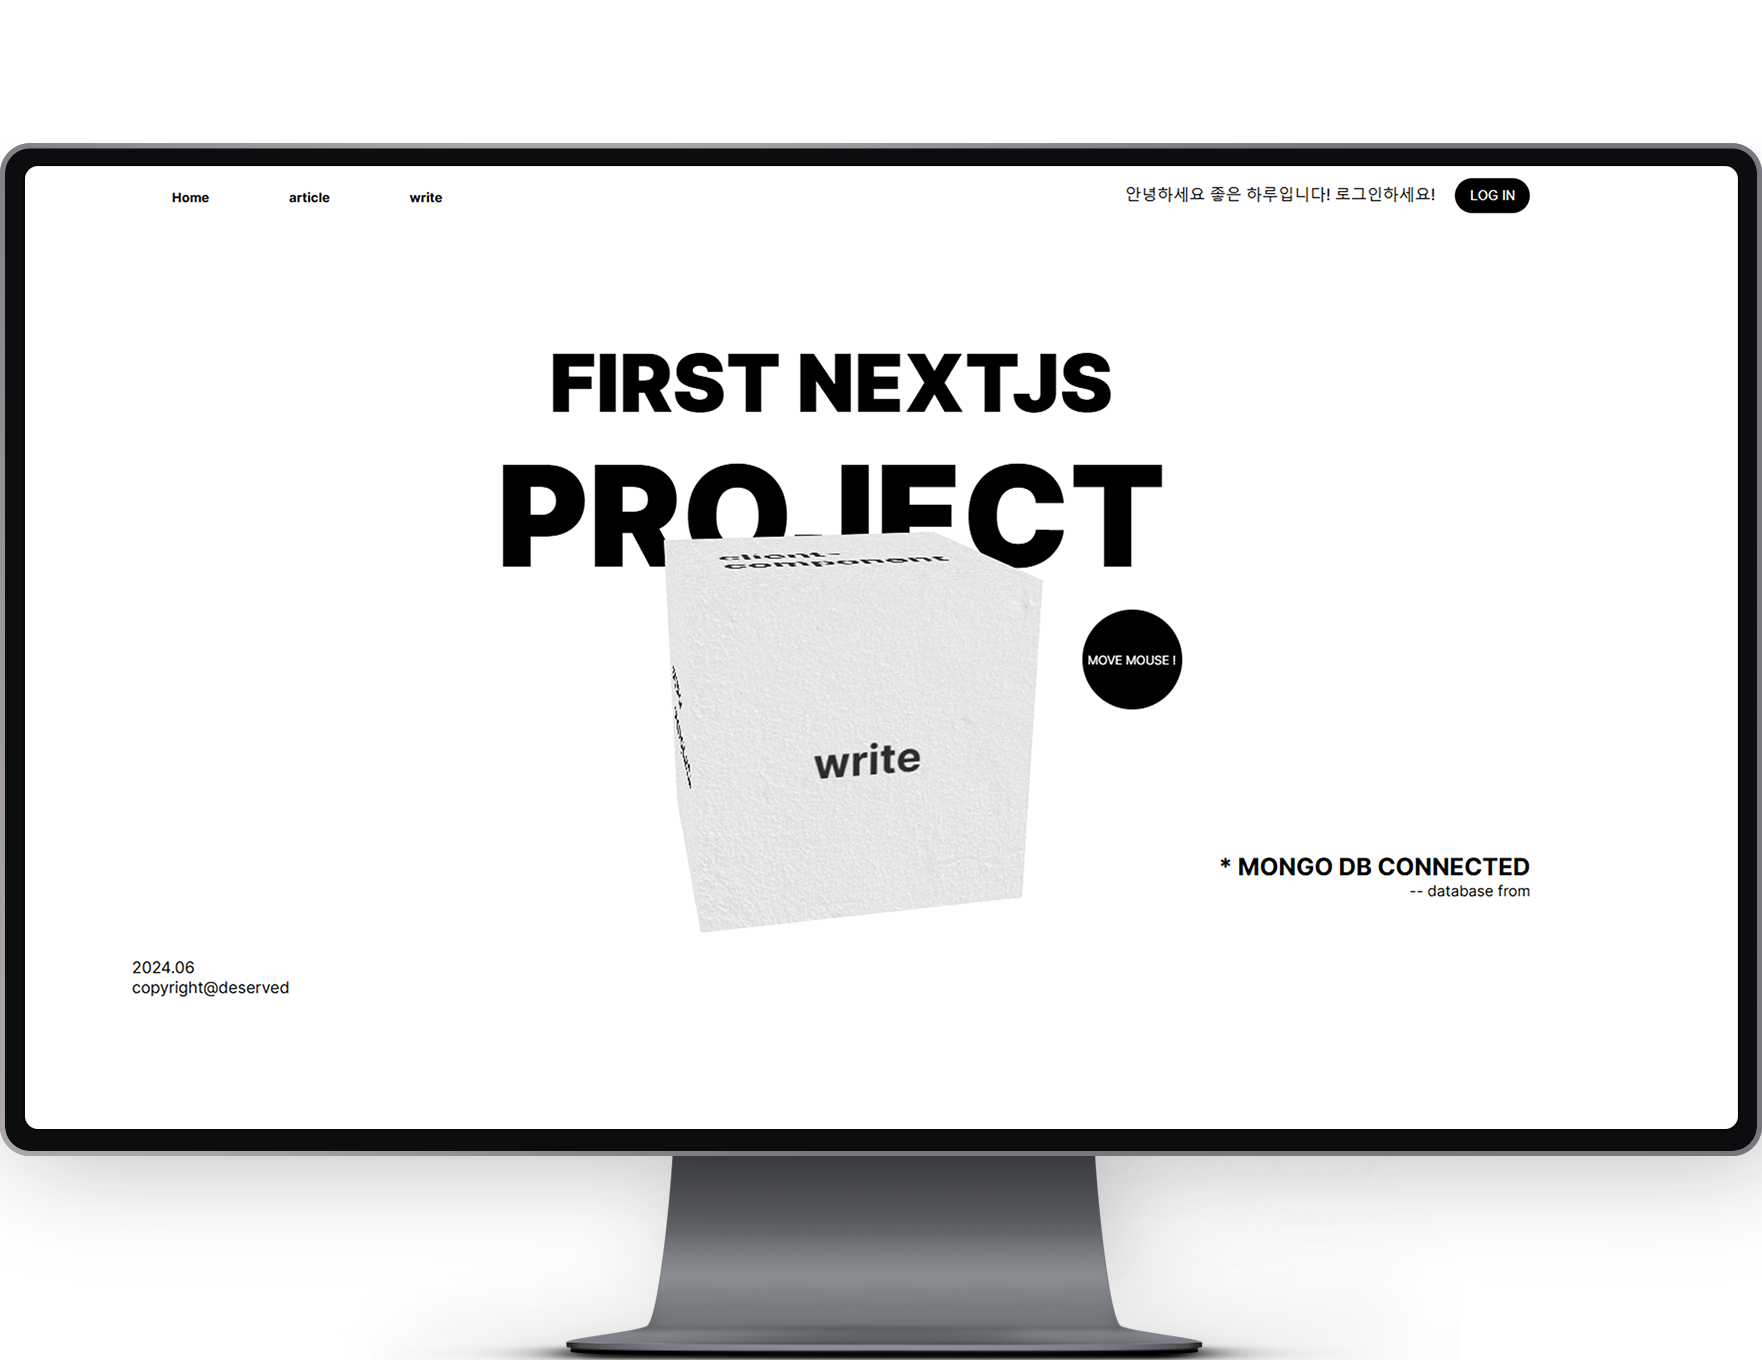 Home article write
안녕하세요 좋은 하루입니다! 로그인하세요! LOG IN
FIRST NEXTJS
PROJECT
client-
component
MOVE MOUSE !
write
* MONGO DB CONNECTED
-- database from
2024.06
copyright@deserved